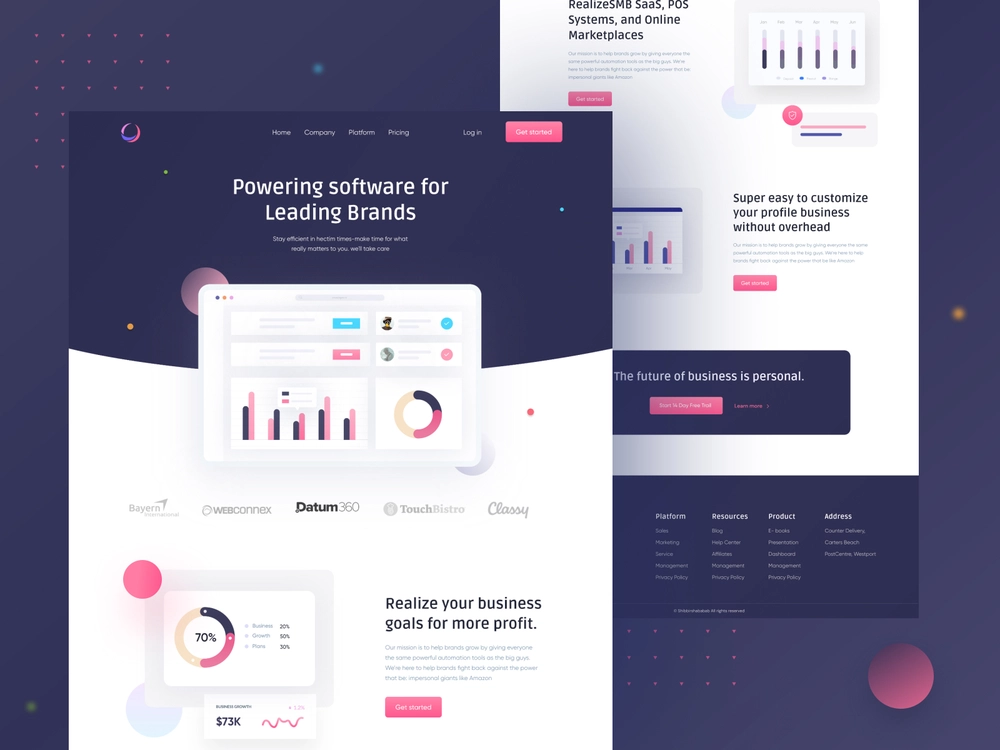 Home Company Platform Pricing Log in Get started
Powering software for
Leading Brands
Stay efficient in hectim times-make time for what
really matters to you, we'll take care
Bayern
International
WEBCONNEX
Datum360
TouchBistro
Classy
70%
Business 20%
Growth 50%
Plans 30%
BUSINESS GROWTH
$73K
1.2%
Realize your business
goals for more profit.
Our mission is to help brands grow by giving everyone
the same powerful automation tools as the big guys.
We're here to help brands fight back against the power
that be; impersonal giants like Amazon
Get started
RealizeSMB SaaS, POS
Systems, and Online
Marketplaces
Our mission is to help brands grow by giving everyone the
same powerful automation tools as the big guys. We're
here to help brands fight back against the power that be;
impersonal giants like Amazon
Get started
Jan Feb Mar Apr May Jun
Super easy to customize
your profile business
without overhead
Our mission is to help brands grow by giving everyone the same
powerful automation tools as the big guys. We're here to help
brands fight back against the power that be like Amazon
Get started
The future of business is personal.
Start 14 Day Free Trail
Learn more >
Platform
Sales
Marketing
Service
Management
Privacy Policy
Resources
Blog
Help Center
Affiliates
Management
Privacy Policy
Product
E - books
Presentation
Dashboard
Management
Privacy Policy
Address
Counter Delivery,
Carters Beach
PostCentre, Westport
All rights reserved